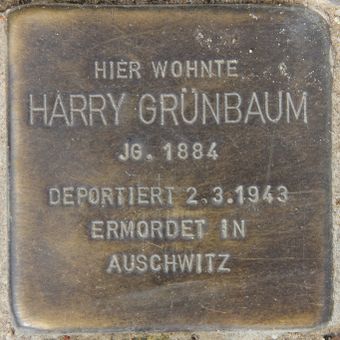 HIER WOHNTE
HARRY GRÜNBAUM
JG. 1884
DEPORTIERT 2.3.1943
ERMORDET IN
AUSCHWITZ